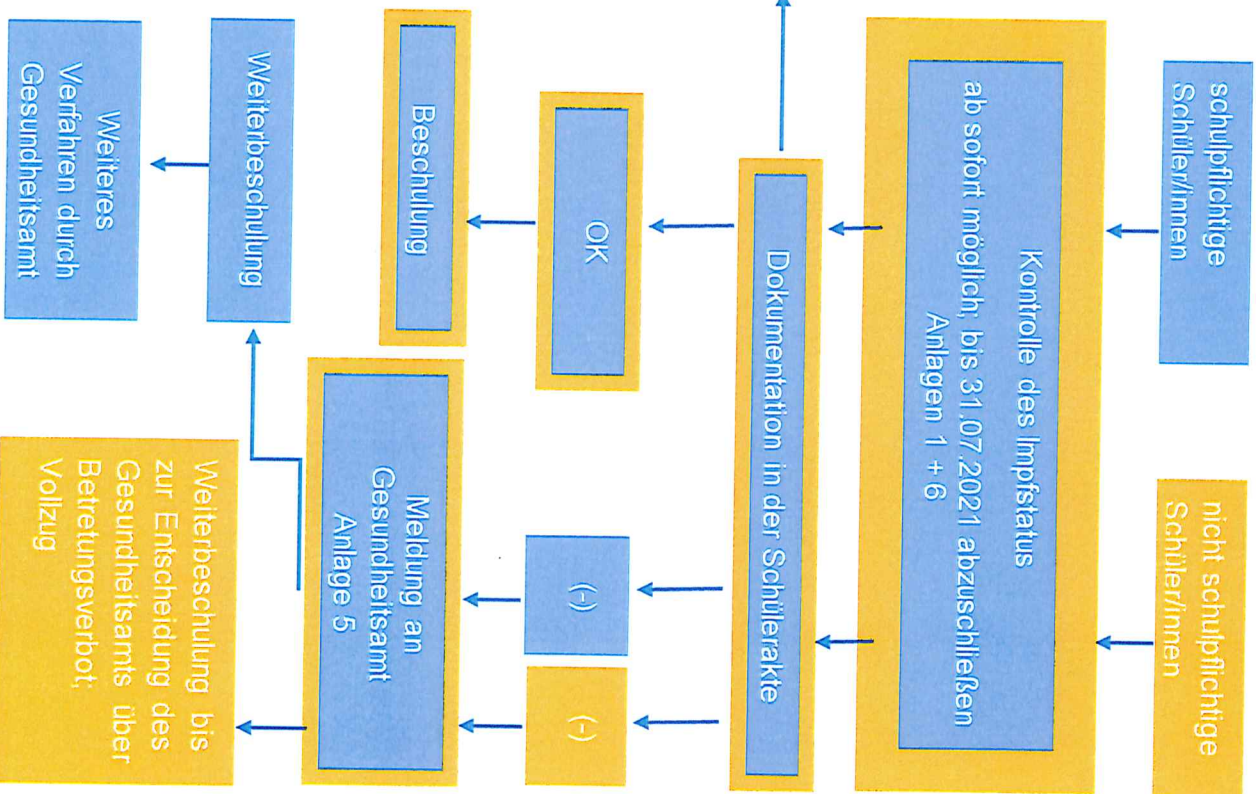 schulpflichtige
Schüler/innen
nicht schulpflichtige
Schüler/innen
Kontrolle des Impfstatus
ab sofort möglich; bis 31.07.2021 abzuschließen
Anlagen 1 + 6
Dokumentation in der Schülerakte
OK
(-)
(-)
Beschulung
Meldung an
Gesundheitsamt
Anlage 5
Weiterbeschulung
Weiterbeschulung bis
zur Entscheidung des
Gesundheitsamts über
Betretungsverbot;
Vollzug
Weiteres
Verfahren durch
Gesundheitsamt